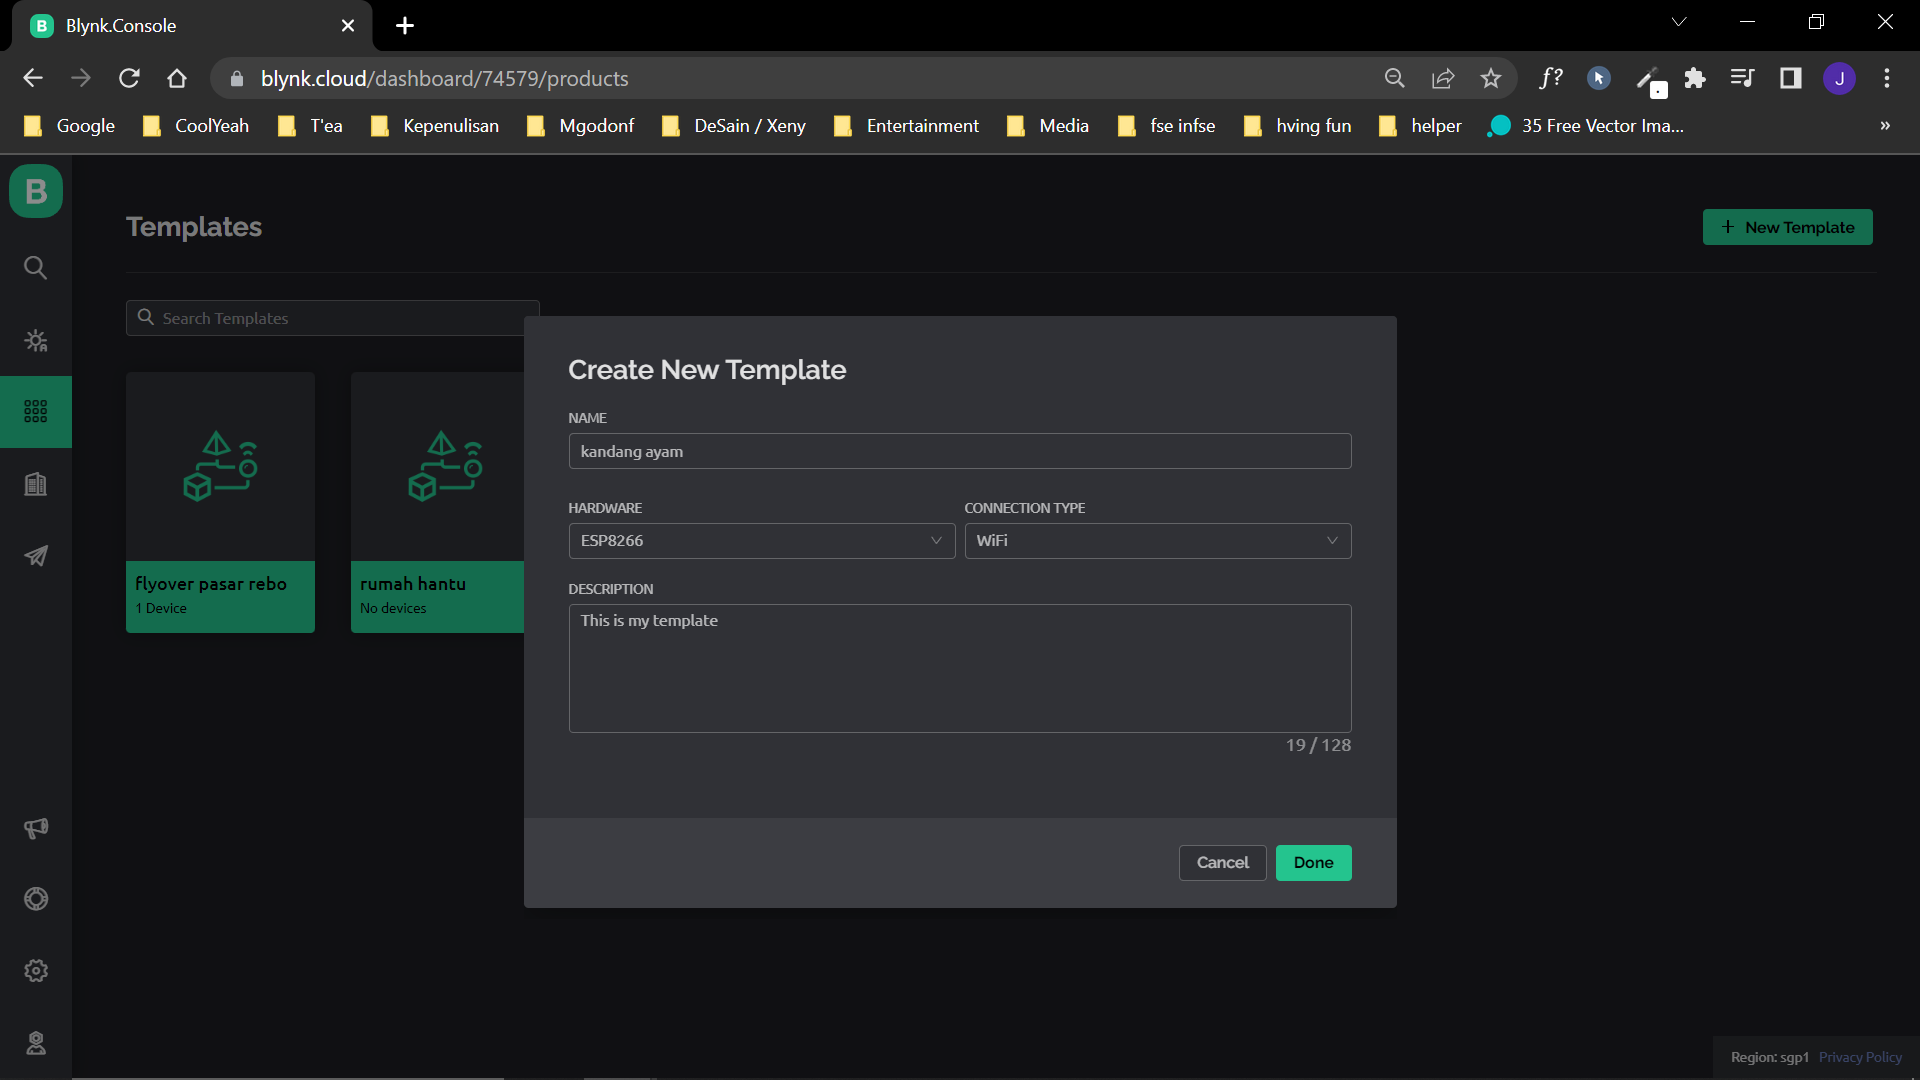 B Blynk.Console
blynk.cloud/dashboard/74579/products
f? J
Google CoolYeah T'ea Kepenulisan Mgodonf DeSain / Xeny Entertainment Media fse infse hving fun helper 35 Free Vector Ima... »
B
Templates
+ New Template
Search Templates
flyover pasar rebo
1 Device
rumah hantu
No devices
Create New Template
NAME
kandang ayam
HARDWARE CONNECTION TYPE
ESP8266 WiFi
DESCRIPTION
This is my template
19 / 128
Cancel Done
Region: sgp1 Privacy Policy